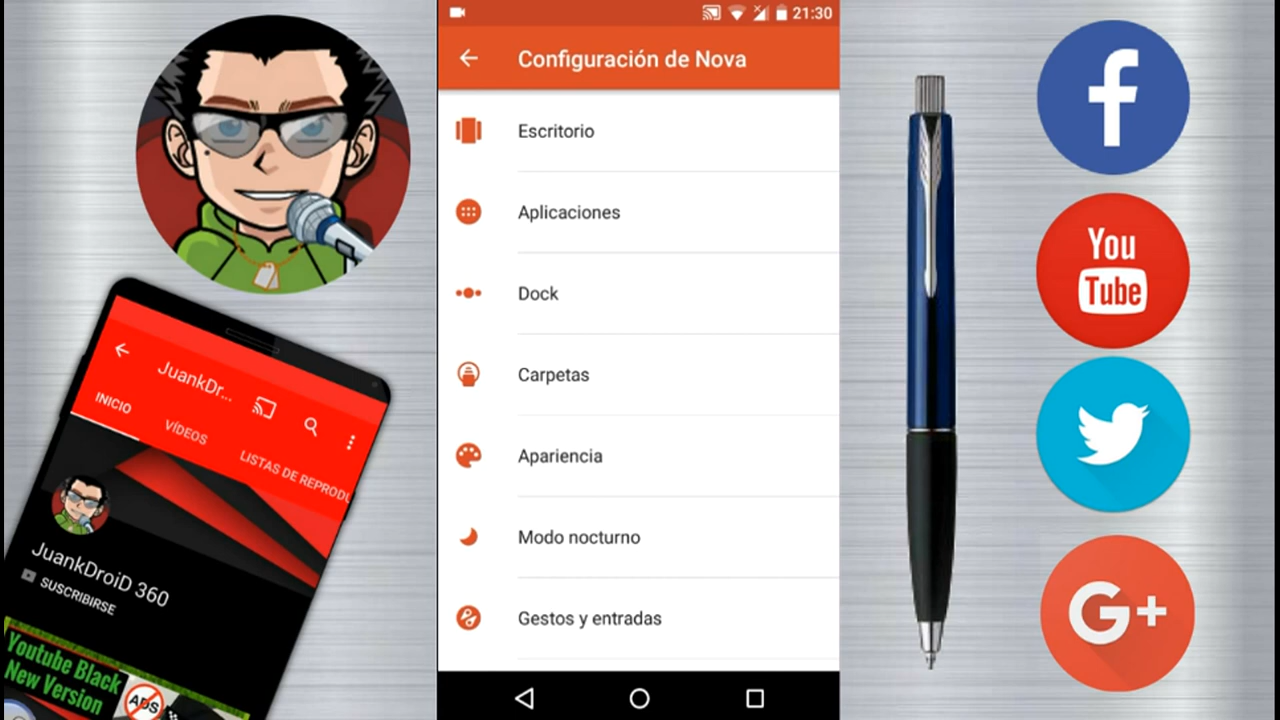 21:30
Configuración de Nova
Escritorio
Aplicaciones
Dock
Carpetas
Apariencia
Modo nocturno
Gestos y entradas
JuankDr...
INICIO
VÍDEOS
LISTAS DE REPRODU
JuankDroiD 360
SUSCRIBIRSE
Youtube Black
New Version
ADS
f
You
Tube
G+